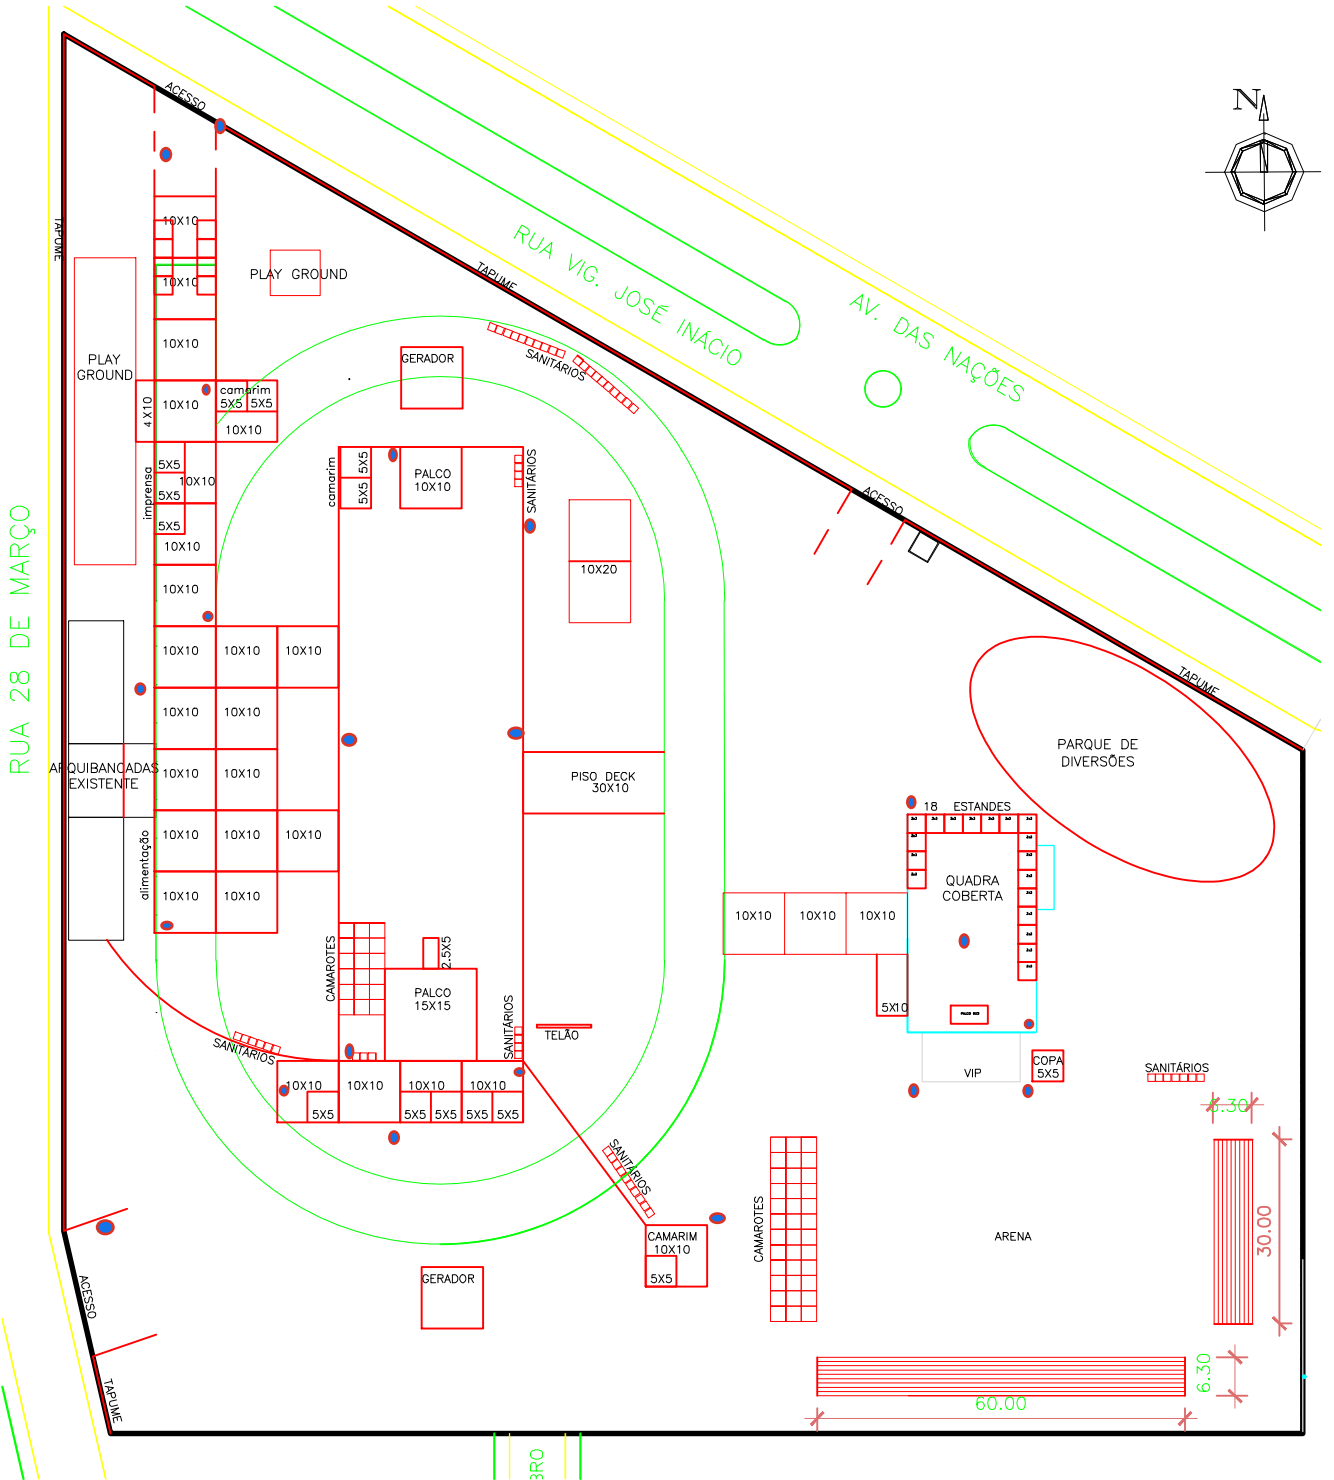 N
ACESSO
TAPUME
10X10
RUA VIG. JOSÉ INÁCIO
AV. DAS NAÇÕES
TAPUME
PLAY GROUND
10X10
10X10
PLAY
GROUND
GERADOR
SANITÁRIOS
4X10
10X10
camarim
5X5
5X5
10X10
imprensa
5X5
10X10
5X5
5X5
10X10
camarim
5X5
5X5
PALCO
10X10
SANITÁRIOS
ACESSO
RUA 28 DE MARÇO
10X10
10X20
10X10
10X10
10X10
10X10
10X10
TAPUME
PARQUE DE
DIVERSÕES
ARQUIBANCADAS
EXISTENTE
10X10
10X10
PISO DECK
30X10
alimentação
10X10
10X10
10X10
18 ESTANDES
10X10
10X10
QUADRA
COBERTA
10X10
10X10
10X10
CAMAROTES
2.5X5
PALCO
15X15
SANITÁRIOS
TELÃO
5X10
SANITÁRIOS
VIP
COPA
5X5
SANITÁRIOS
10X10
10X10
10X10
10X10
5X5
5X5
5X5
5X5
5X5
6.30
SANITÁRIOS
CAMAROTES
ARENA
30.00
CAMARIM
10X10
5X5
ACESSO
GERADOR
6.30
TAPUME
60.00
BRO